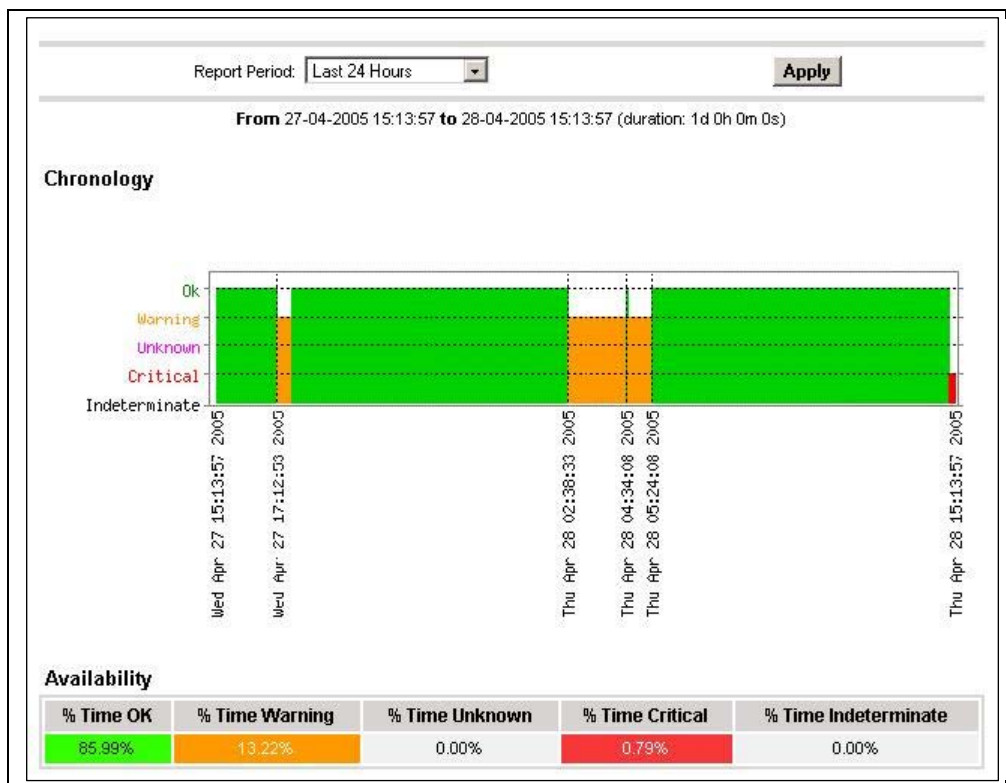 Report Period: Last 24 Hours Apply
From 27-04-2005 15:13:57 to 28-04-2005 15:13:57 (duration: 1d 0h 0m 0s)
Chronology
Ok
Warning
Unknown
Critical
Indeterminate
Wed Apr 27 15:13:57 2005
Wed Apr 27 17:12:53 2005
Thu Apr 28 02:38:33 2005
Thu Apr 28 04:34:08 2005
Thu Apr 28 05:24:08 2005
Thu Apr 28 15:13:57 2005
Availability
% Time OK % Time Warning % Time Unknown % Time Critical % Time Indeterminate
85.99% 13.22% 0.00% 0.79% 0.00%